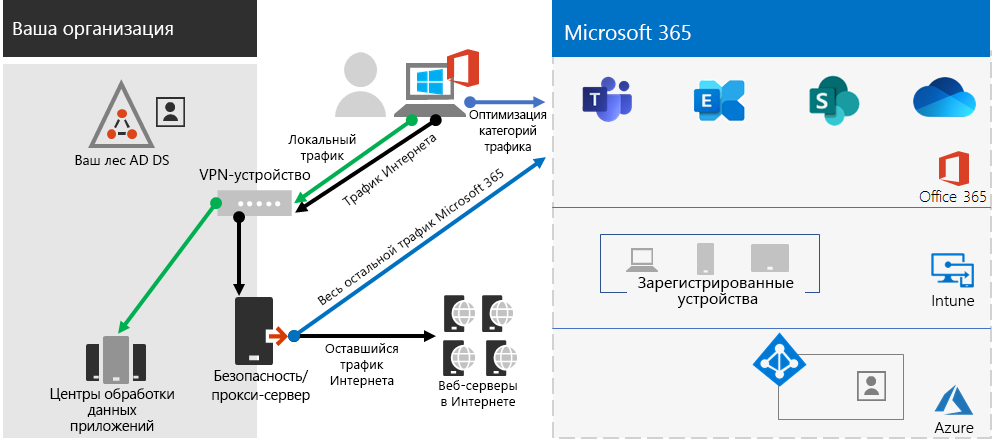 Ваша организация
Microsoft 365
Ваш лес AD DS
Локальный
трафик
VPN-устройство
Трафик Интернета
Оптимизация
категорий
трафика
T
E
S
Office 365
Весь остальной трафик Microsoft 365
Зарегистрированные
устройства
Intune
Оставшийся
трафик
Интернета
Безопасность/
прокси-сервер
Центры обработки
данных
приложений
Веб-серверы
в Интернете
Azure